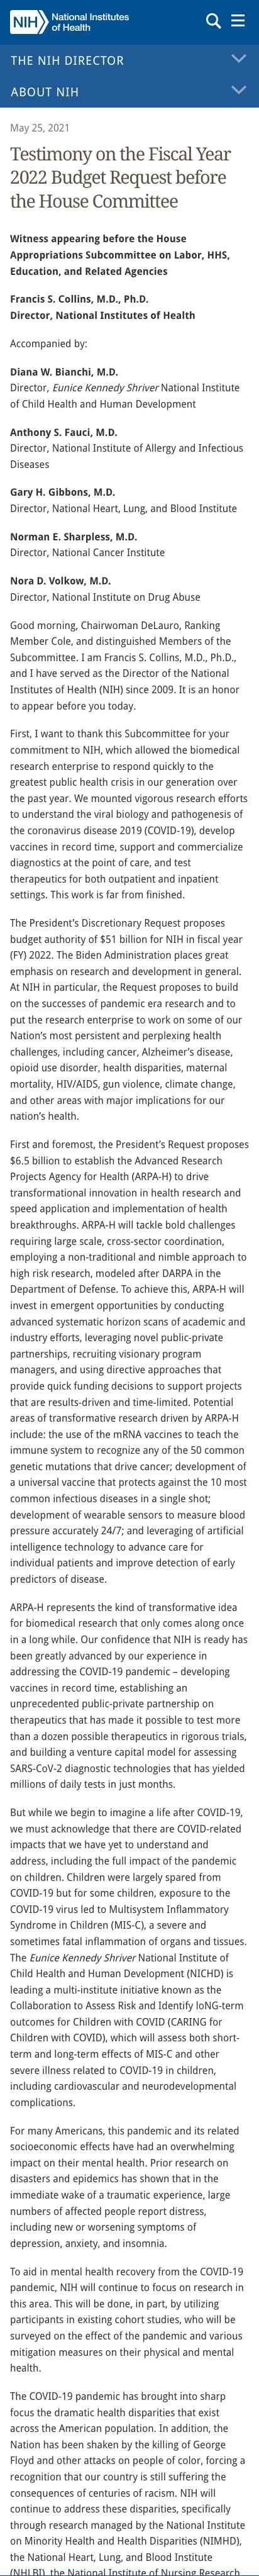 NIH National Institutes
of Health
THE NIH DIRECTOR
ABOUT NIH
May 25, 2021
Testimony on the Fiscal Year
2022 Budget Request before
the House Committee
Witness appearing before the House
Appropriations Subcommittee on Labor, HHS,
Education, and Related Agencies
Francis S. Collins, M.D., Ph.D.
Director, National Institutes of Health
Accompanied by:
Diana W. Bianchi, M.D.
Director, Eunice Kennedy Shriver National Institute
of Child Health and Human Development
Anthony S. Fauci, M.D.
Director, National Institute of Allergy and Infectious
Diseases
Gary H. Gibbons, M.D.
Director, National Heart, Lung, and Blood Institute
Norman E. Sharpless, M.D.
Director, National Cancer Institute
Nora D. Volkow, M.D.
Director, National Institute on Drug Abuse
Good morning, Chairwoman DeLauro, Ranking
Member Cole, and distinguished Members of the
Subcommittee. I am Francis S. Collins, M.D., Ph.D.,
and I have served as the Director of the National
Institutes of Health (NIH) since 2009. It is an honor
to appear before you today.
First, I want to thank this Subcommittee for your
commitment to NIH, which allowed the biomedical
research enterprise to respond quickly to the
greatest public health crisis in our generation over
the past year. We mounted vigorous research efforts
to understand the viral biology and pathogenesis of
the coronavirus disease 2019 (COVID-19), develop
vaccines in record time, support and commercialize
diagnostics at the point of care, and test
therapeutics for both outpatient and inpatient
settings. This work is far from finished.
The President's Discretionary Request proposes
budget authority of $51 billion for NIH in fiscal year
(FY) 2022. The Biden Administration places great
emphasis on research and development in general.
At NIH in particular, the Request proposes to build
on the successes of pandemic era research and to
put the research enterprise to work on some of our
Nation's most persistent and perplexing health
challenges, including cancer, Alzheimer's disease,
opioid use disorder, health disparities, maternal
mortality, HIV/AIDS, gun violence, climate change,
and other areas with major implications for our
nation's health.
First and foremost, the President's Request proposes
$6.5 billion to establish the Advanced Research
Projects Agency for Health (ARPA-H) to drive
transformational innovation in health research and
speed application and implementation of health
breakthroughs. ARPA-H will tackle bold challenges
requiring large scale, cross-sector coordination,
employing a non-traditional and nimble approach to
high risk research, modeled after DARPA in the
Department of Defense. To achieve this, ARPA-H will
invest in emergent opportunities by conducting
advanced systematic horizon scans of academic and
industry efforts, leveraging novel public-private
partnerships, recruiting visionary program
managers, and using directive approaches that
provide quick funding decisions to support projects
that are results-driven and time-limited. Potential
areas of transformative research driven by ARPA-H
include: the use of the mRNA vaccines to teach the
immune system to recognize any of the 50 common
genetic mutations that drive cancer; development of
a universal vaccine that protects against the 10 most
common infectious diseases in a single shot;
development of wearable sensors to measure blood
pressure accurately 24/7; and leveraging of artificial
intelligence technology to advance care for
individual patients and improve detection of early
predictors of disease.
ARPA-H represents the kind of transformative idea
for biomedical research that only comes along once
in a long while. Our confidence that NIH is ready has
been greatly advanced by our experience in
addressing the COVID-19 pandemic – developing
vaccines in record time, establishing an
unprecedented public-private partnership on
therapeutics that has made it possible to test more
than a dozen possible therapeutics in rigorous trials,
and building a venture capital model for assessing
SARS-CoV-2 diagnostic technologies that has yielded
millions of daily tests in just months.
But while we begin to imagine a life after COVID-19,
we must acknowledge that there are COVID-related
impacts that we have yet to understand and
address, including the full impact of the pandemic
on children. Children were largely spared from
COVID-19 but for some children, exposure to the
COVID-19 virus led to Multisystem Inflammatory
Syndrome in Children (MIS-C), a severe and
sometimes fatal inflammation of organs and tissues.
The Eunice Kennedy Shriver National Institute of
Child Health and Human Development (NICHD) is
leading a multi-institute initiative known as the
Collaboration to Assess Risk and Identify loNG-term
outcomes for Children with COVID (CARING for
Children with COVID), which will assess both short-
term and long-term effects of MIS-C and other
severe illness related to COVID-19 in children,
including cardiovascular and neurodevelopmental
complications.
For many Americans, this pandemic and its related
socioeconomic effects have had an overwhelming
impact on their mental health. Prior research on
disasters and epidemics has shown that in the
immediate wake of a traumatic experience, large
numbers of affected people report distress,
including new or worsening symptoms of
depression, anxiety, and insomnia.
To aid in mental health recovery from the COVID-19
pandemic, NIH will continue to focus on research in
this area. This will be done, in part, by utilizing
participants in existing cohort studies, who will be
surveyed on the effect of the pandemic and various
mitigation measures on their physical and mental
health.
The COVID-19 pandemic has brought into sharp
focus the dramatic health disparities that exist
across the American population. In addition, the
Nation has been shaken by the killing of George
Floyd and other attacks on people of color, forcing a
recognition that our country is still suffering the
consequences of centuries of racism. NIH will
continue to address these disparities, specifically
through research managed by the National Institute
on Minority Health and Health Disparities (NIMHD),
the National Heart, Lung, and Blood Institute
(NHLBI), the National Institute of Nursing Research